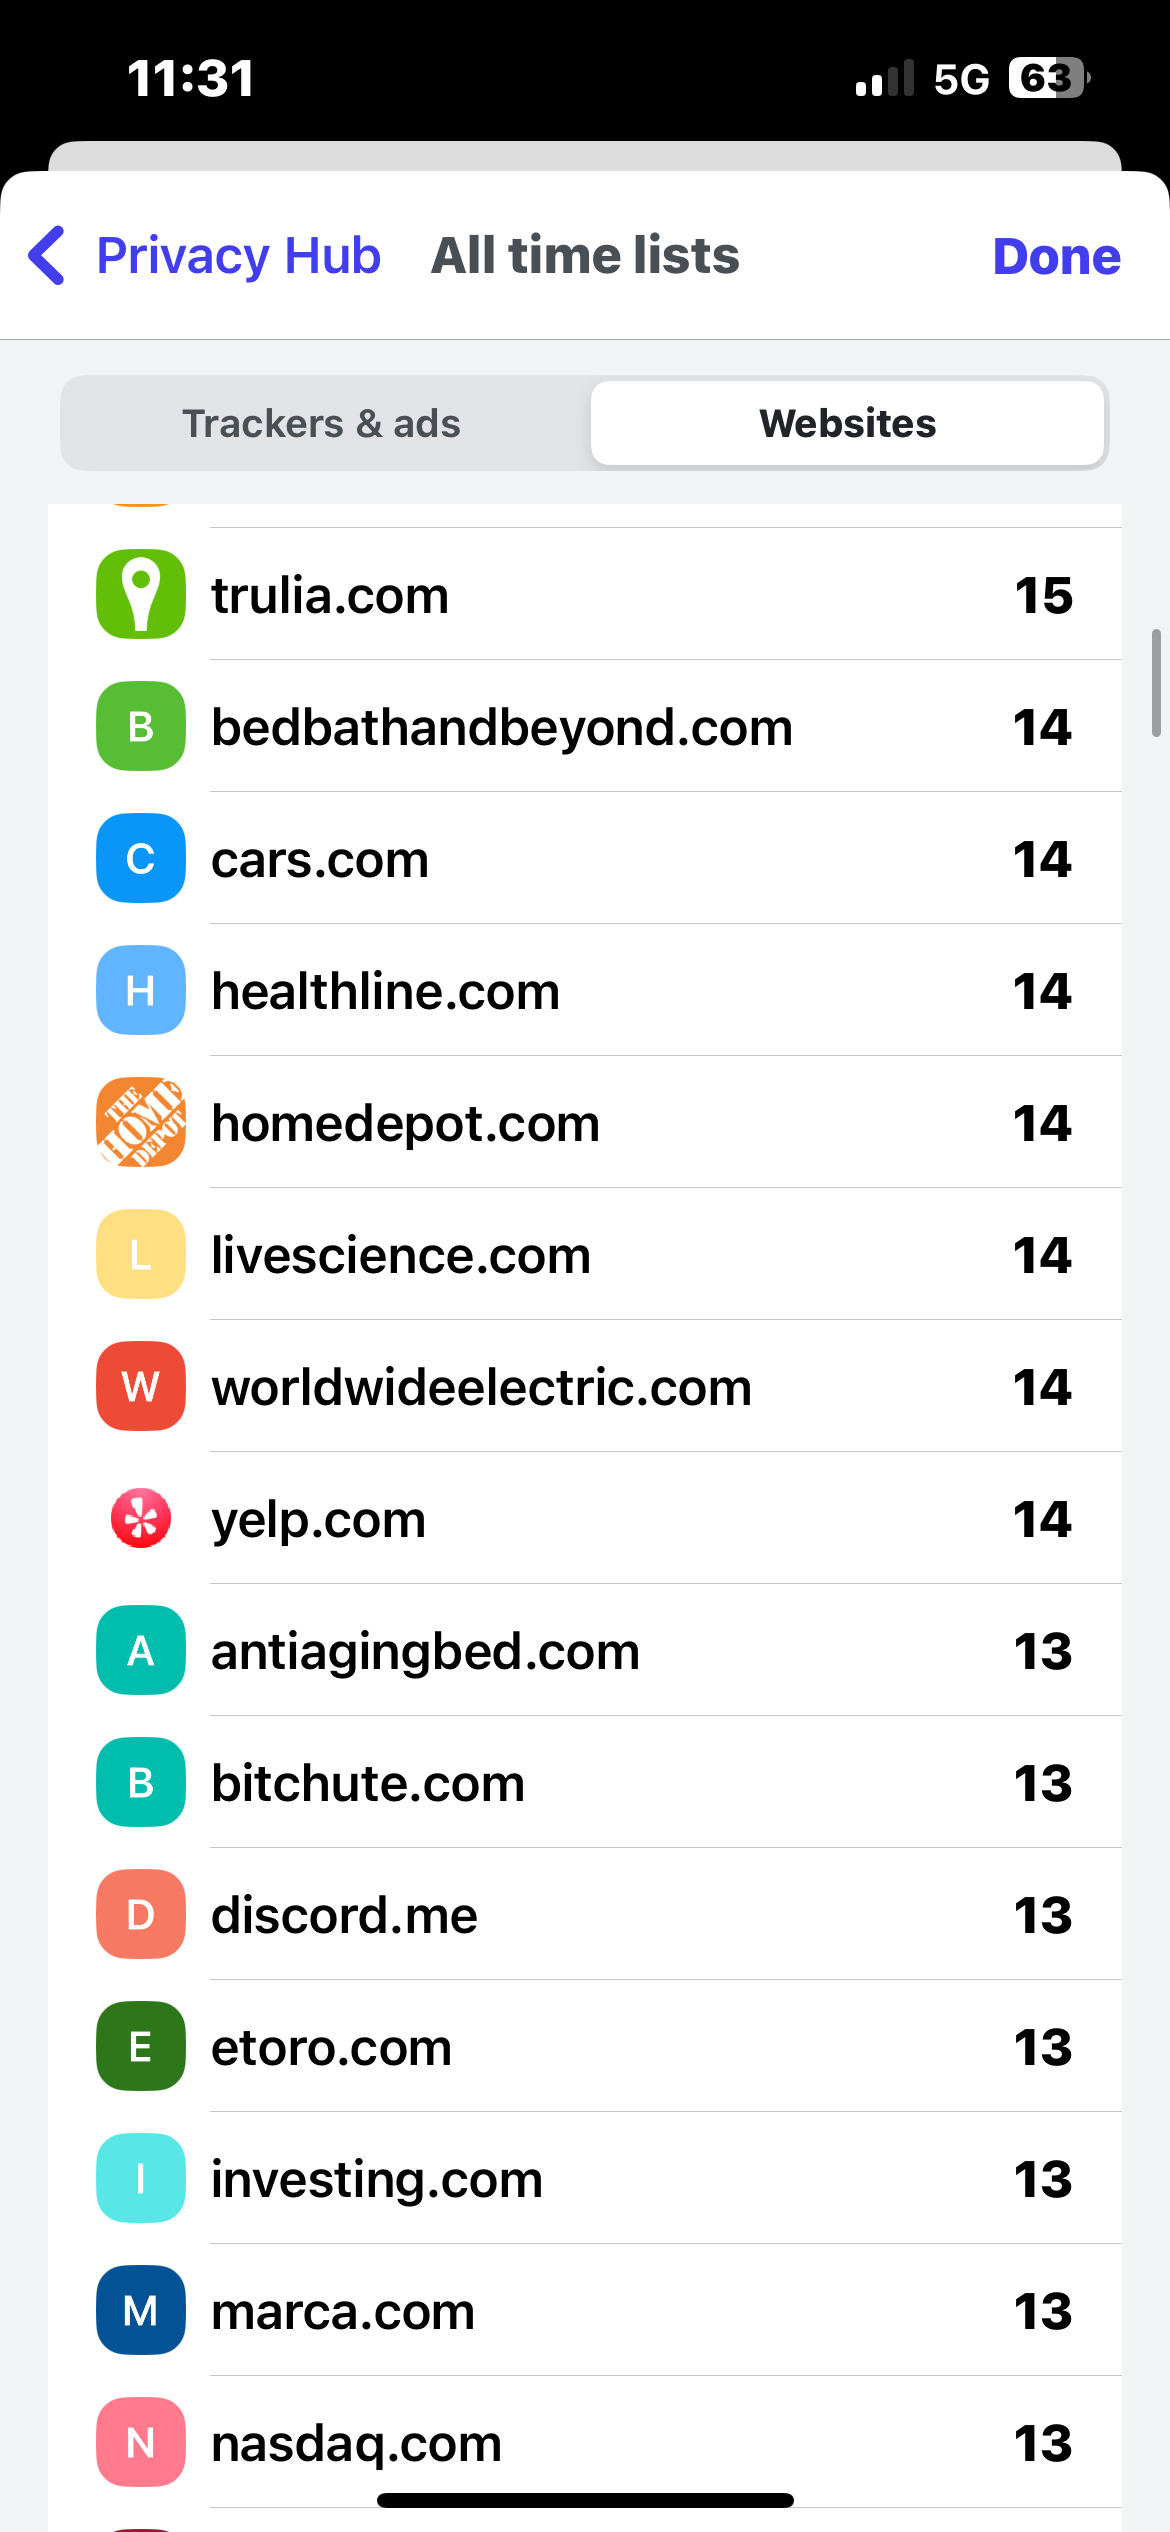 11:31
5G 63
Privacy Hub All time lists Done
Trackers & ads Websites
trulia.com 15
B bedbathandbeyond.com 14
C cars.com 14
H healthline.com 14
THE HOME DEPOT homedepot.com 14
L livescience.com 14
W worldwideelectric.com 14
yelp.com 14
A antiagingbed.com 13
B bitchute.com 13
D discord.me 13
E etoro.com 13
I investing.com 13
M marca.com 13
N nasdaq.com 13